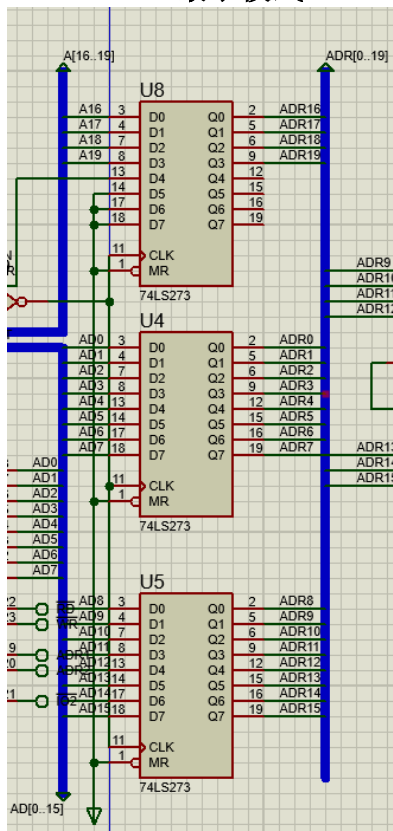 A[16..19]
ADR[0..19]
U8
A16 3 D0 Q0 2 ADR16
A17 4 D1 Q1 5 ADR17
A18 7 D2 Q2 6 ADR18
A19 8 D3 Q3 9 ADR19
13 D4 Q4 12
14 D5 Q5 15
17 D6 Q6 16
18 D7 Q7 19
11 CLK
1 MR
74LS273
ADR9
ADR10
ADR11
U4
AD0 3 D0 Q0 2 ADR0
AD1 4 D1 Q1 5 ADR1
AD2 7 D2 Q2 6 ADR2
AD3 8 D3 Q3 9 ADR3
AD4 13 D4 Q4 12 ADR4
AD5 14 D5 Q5 15 ADR5
AD6 17 D6 Q6 16 ADR6
AD7 18 D7 Q7 19 ADR7
11 CLK
1 MR
74LS273
ADR13
ADR14
AD0
AD1
AD2
AD3
AD4
AD5
AD6
AD7
U5
AD8 3 D0 Q0 2 ADR8
AD9 4 D1 Q1 5 ADR9
AD10 7 D2 Q2 6 ADR10
AD11 8 D3 Q3 9 ADR11
AD12 13 D4 Q4 12 ADR12
AD13 14 D5 Q5 15 ADR13
AD14 17 D6 Q6 16 ADR14
AD15 18 D7 Q7 19 ADR15
11 CLK
1 MR
74LS273
AD[0..15]